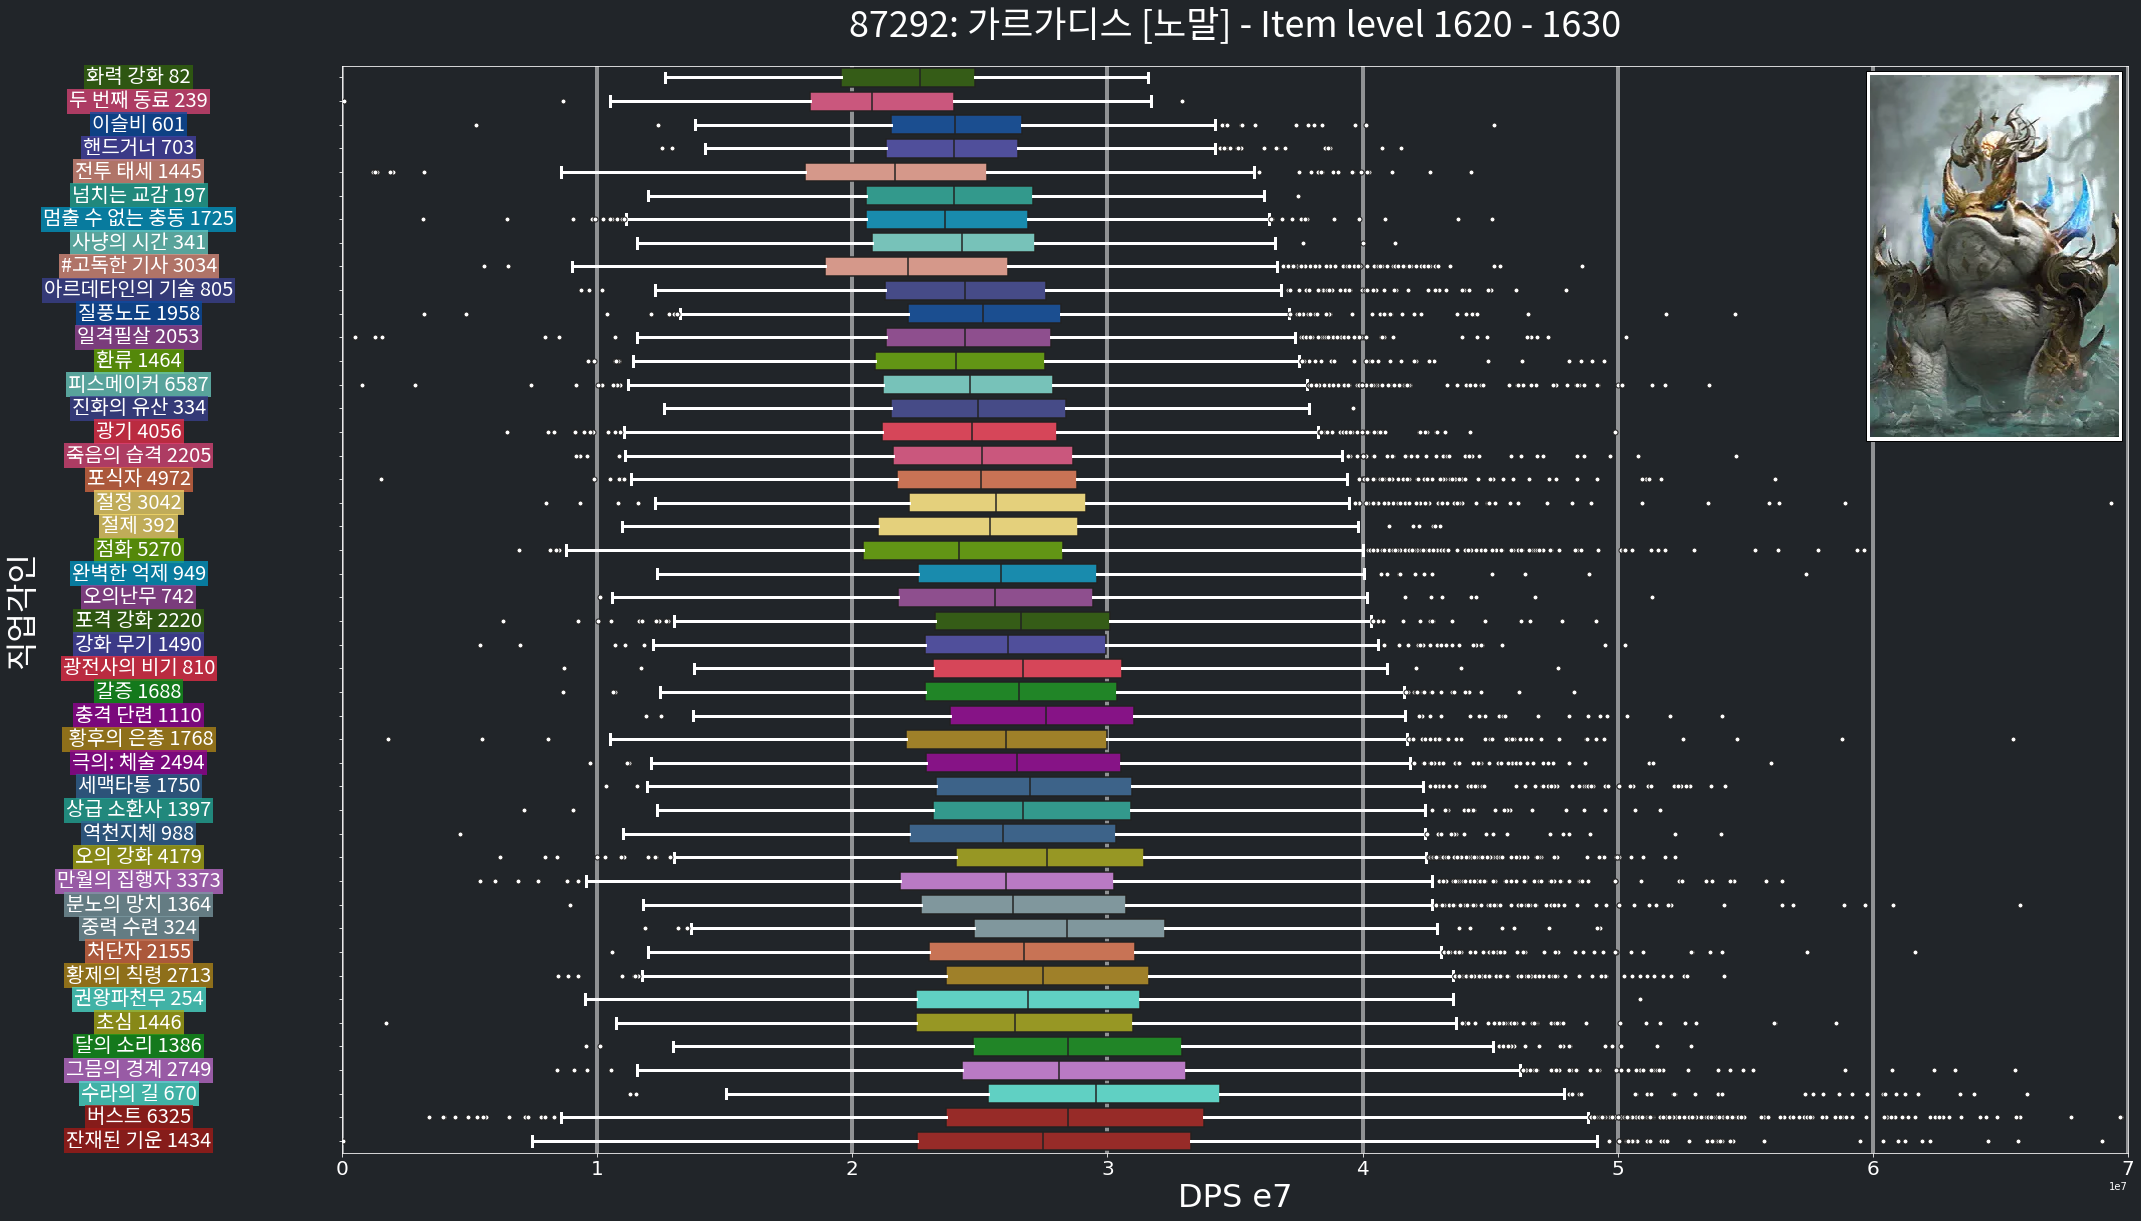 87292: 가르가디스 [노말] - Item level 1620 - 1630
직업각인
화력 강화 82
두 번째 동료 239
이슬비 601
핸드거너 703
전투 태세 1445
넘치는 교감 197
멈출 수 없는 충동 1725
사냥의 시간 341
#고독한 기사 3034
아르데타인의 기술 805
질풍노도 1958
일격필살 2053
환류 1464
피스메이커 6587
진화의 유산 334
광기 4056
죽음의 습격 2205
포식자 4972
절정 3042
절제 392
점화 5270
완벽한 억제 949
오의난무 742
포격 강화 2220
강화 무기 1490
광전사의 비기 810
갈증 1688
충격 단련 1110
황후의 은총 1768
극의: 체술 2494
세맥타통 1750
상급 소환사 1397
역천지체 988
오의 강화 4179
만월의 집행자 3373
분노의 망치 1364
중력 수련 324
처단자 2155
황제의 칙령 2713
권왕파천무 254
초심 1446
달의 소리 1386
그믐의 경계 2749
수라의 길 670
버스트 6325
잔재된 기운 1434
0 1 2 3 4 5 6 7
1e7
DPS e7